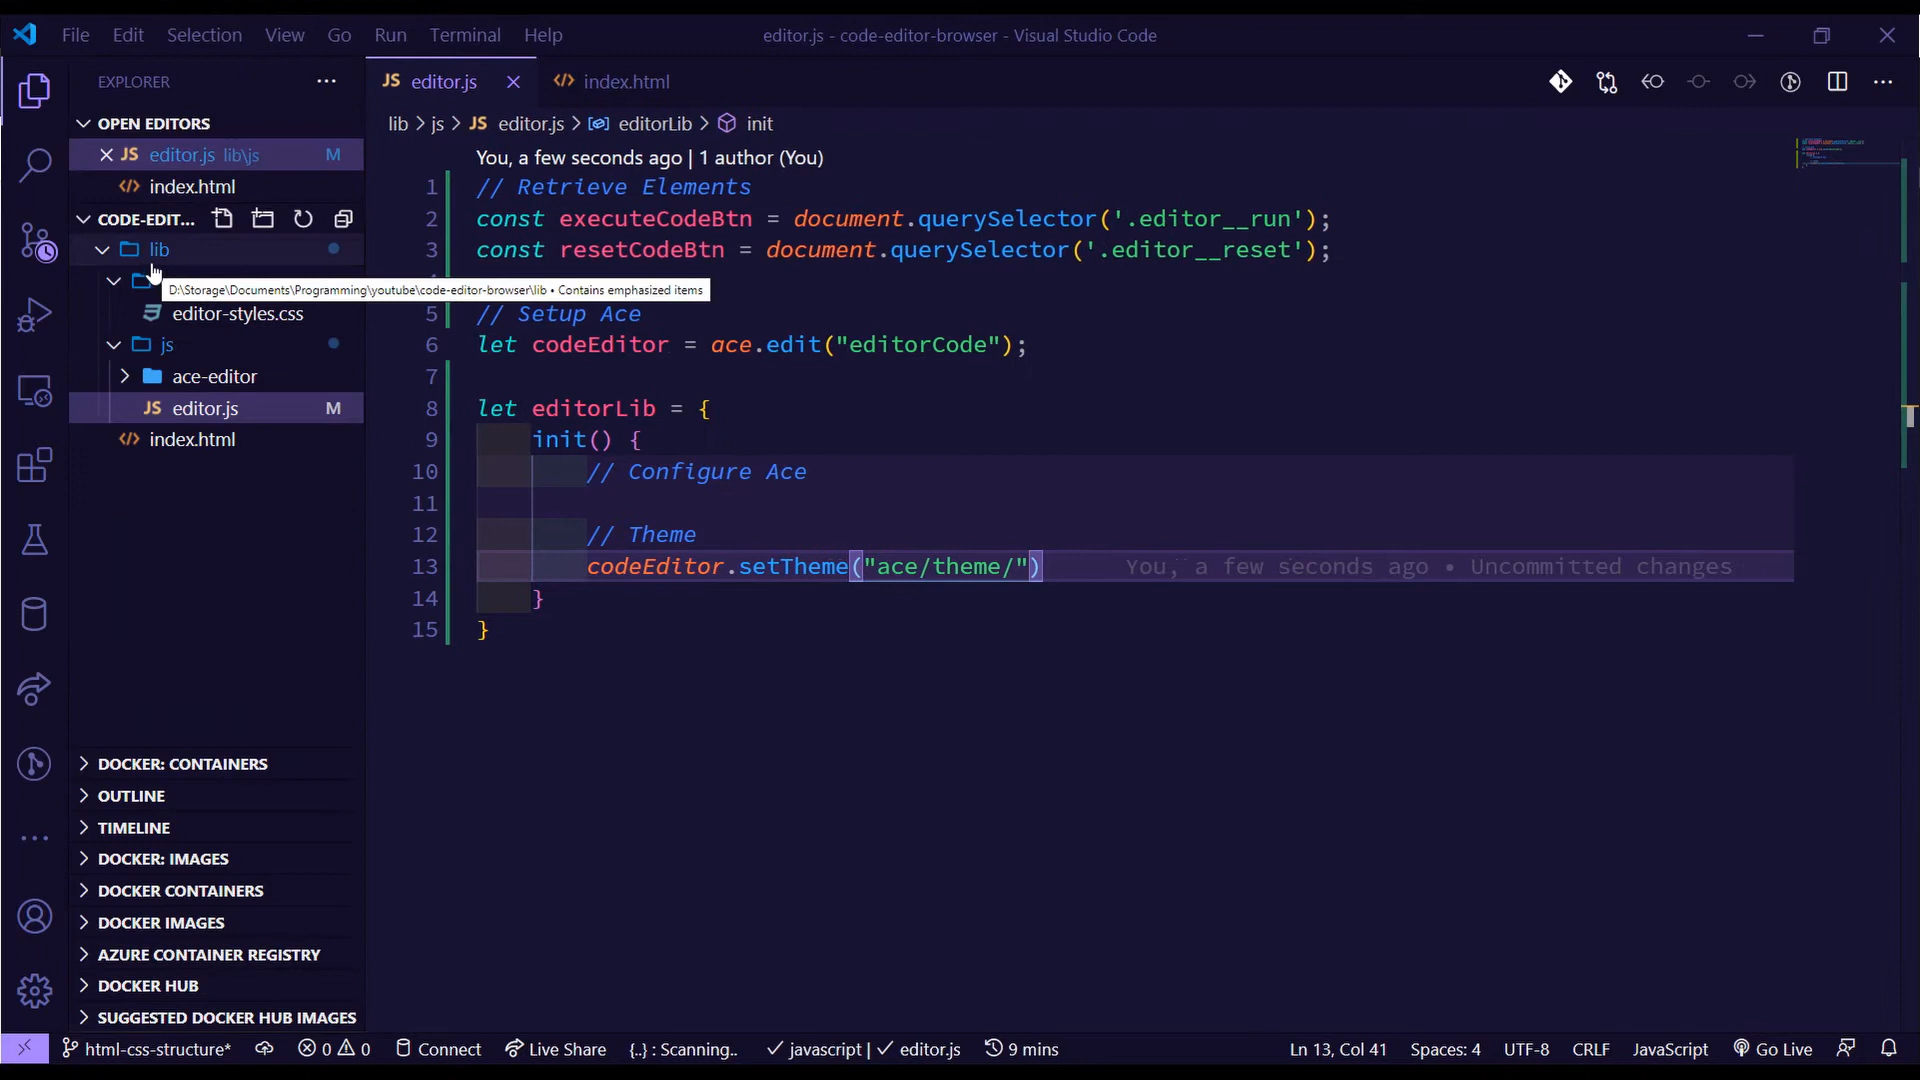 File Edit Selection View Go Run Terminal Help
editor.js - code-editor-browser - Visual Studio Code
EXPLORER
JS editor.js
index.html
OPEN EDITORS
JS editor.js lib\js M
index.html
CODE-EDIT...
lib
D:\Storage\Documents\Programming\youtube\code-editor-browser\lib • Contains emphasized items
editor-styles.css
js
ace-editor
JS editor.js M
index.html
DOCKER: CONTAINERS
OUTLINE
TIMELINE
DOCKER: IMAGES
DOCKER CONTAINERS
DOCKER IMAGES
AZURE CONTAINER REGISTRY
DOCKER HUB
SUGGESTED DOCKER HUB IMAGES
lib > js > JS editor.js > editorLib > init
You, a few seconds ago | 1 author (You)
1 // Retrieve Elements
2 const executeCodeBtn = document.querySelector('.editor__run');
3 const resetCodeBtn = document.querySelector('.editor__reset');
5 // Setup Ace
6 let codeEditor = ace.edit("editorCode");
7
8 let editorLib = {
9 init() {
10 // Configure Ace
11
12 // Theme
13 codeEditor.setTheme("ace/theme/") You, a few seconds ago • Uncommitted changes
14 }
15 }
html-css-structure* 0 0 Connect Live Share {..} : Scanning.. javascript | editor.js 9 mins Ln 13, Col 41 Spaces: 4 UTF-8 CRLF JavaScript Go Live